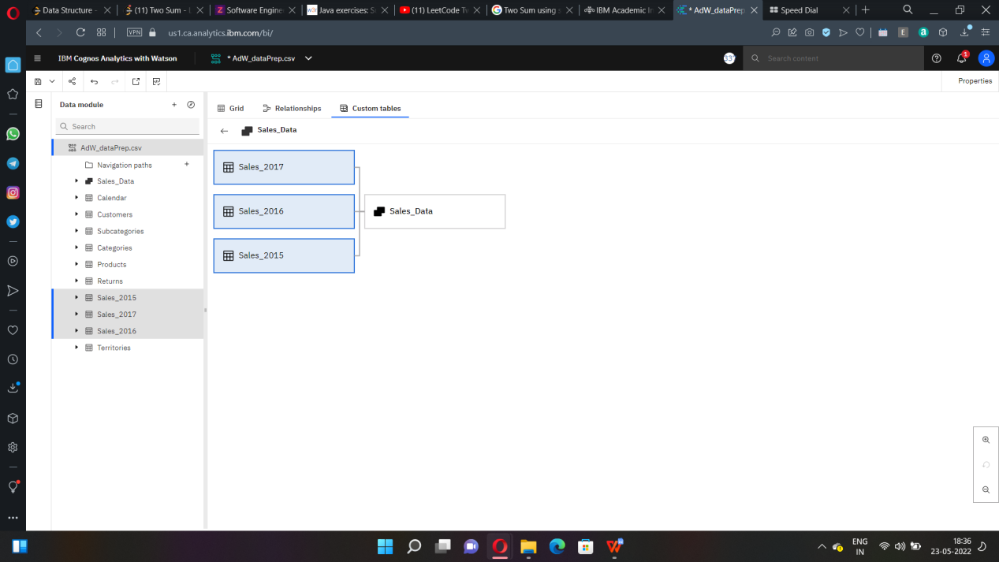 Data Structure -
(11) Two Sum - L
Software Engine
w3r Java exercises: S
(11) LeetCode Tw
Two Sum using s
IBM Academic In
* AdW_dataPrep
Speed Dial
VPN us1.ca.analytics.ibm.com/bi/
IBM Cognos Analytics with Watson
* AdW_dataPrep.csv
Search content
1
Properties
Data module
Grid
Relationships
Custom tables
Search
Sales_Data
AdW_dataPrep.csv
Navigation paths
Sales_Data
Calendar
Customers
Subcategories
Categories
Products
Returns
Sales_2015
Sales_2017
Sales_2016
Territories
Sales_2017
Sales_2016
Sales_Data
Sales_2015
ENG
IN
18:36
23-05-2022